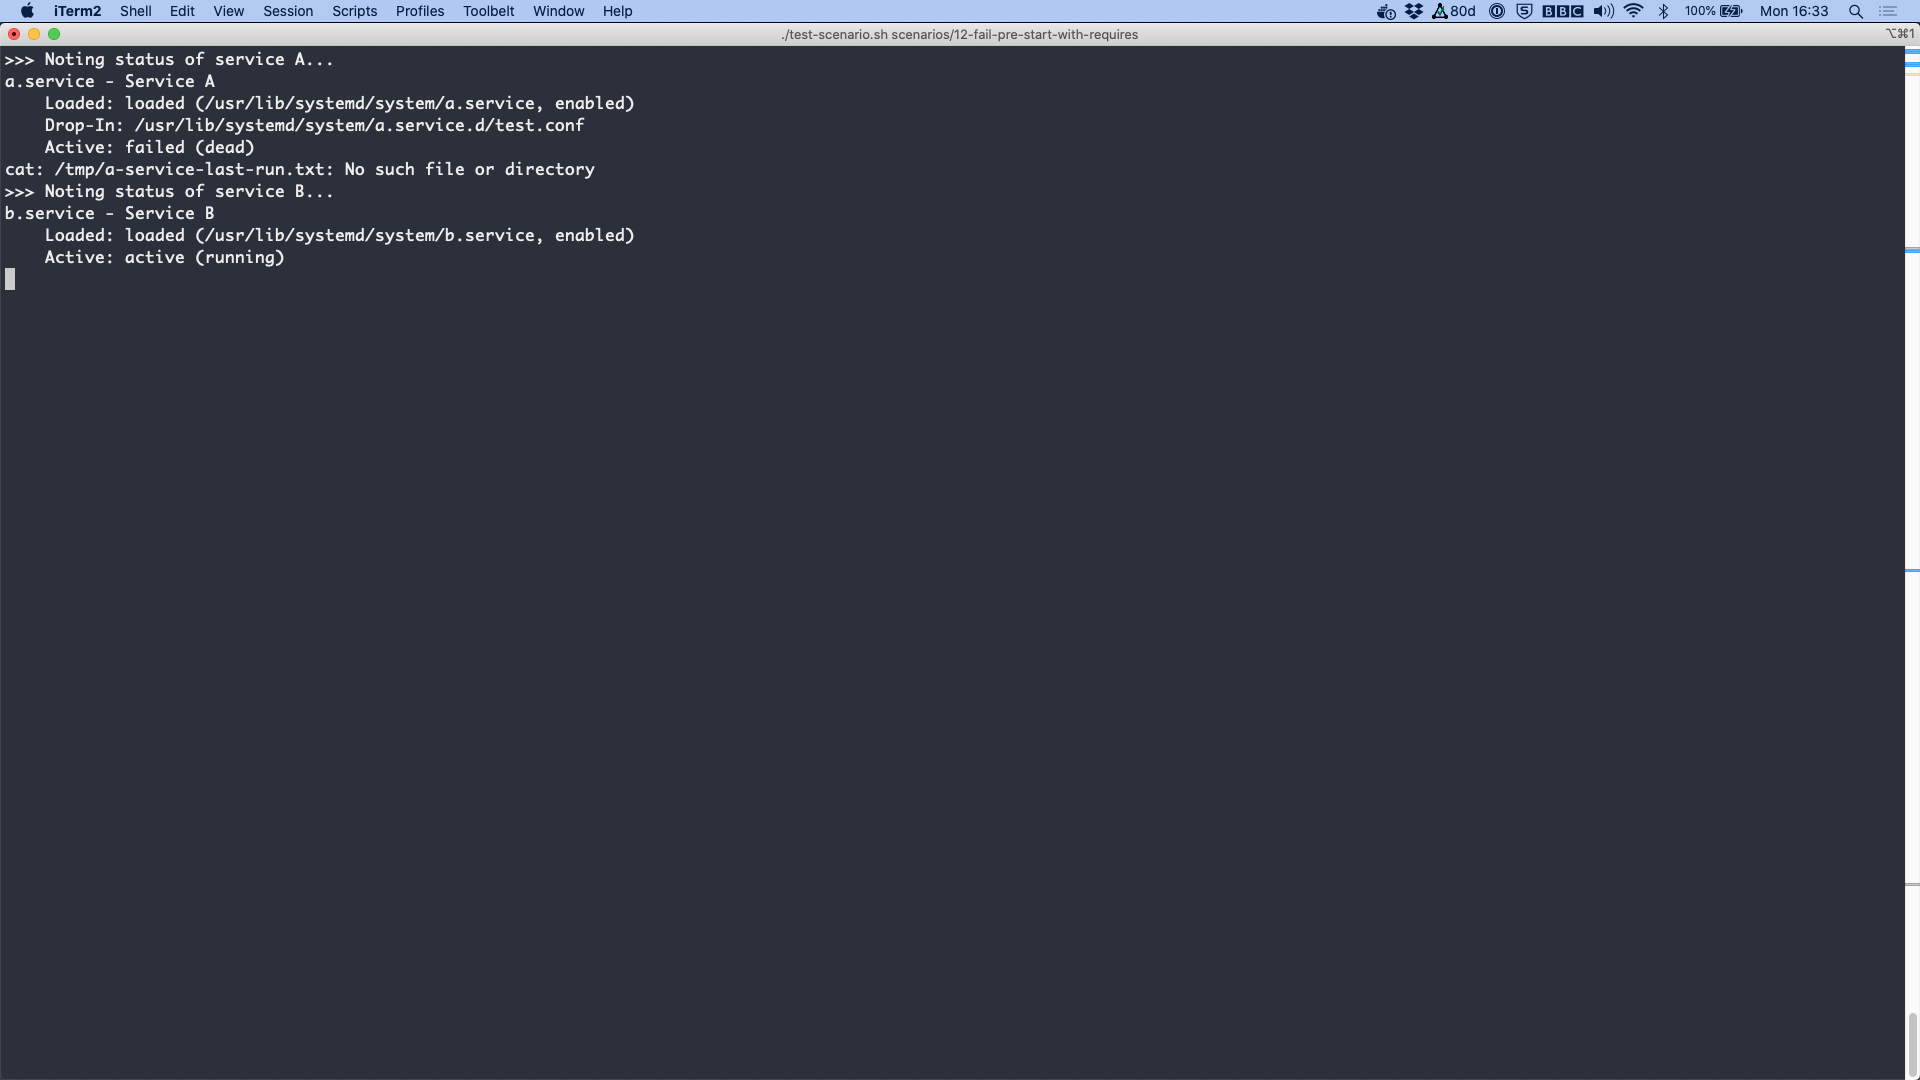 iTerm2 Shell Edit View Session Scripts Profiles Toolbelt Window Help 80d BBC 100% Mon 16:33
./test-scenario.sh scenarios/12-fail-pre-start-with-requires ⌥⌘1
>>> Noting status of service A...
a.service - Service A
    Loaded: loaded (/usr/lib/systemd/system/a.service, enabled)
    Drop-In: /usr/lib/systemd/system/a.service.d/test.conf
    Active: failed (dead)
cat: /tmp/a-service-last-run.txt: No such file or directory
>>> Noting status of service B...
b.service - Service B
    Loaded: loaded (/usr/lib/systemd/system/b.service, enabled)
    Active: active (running)